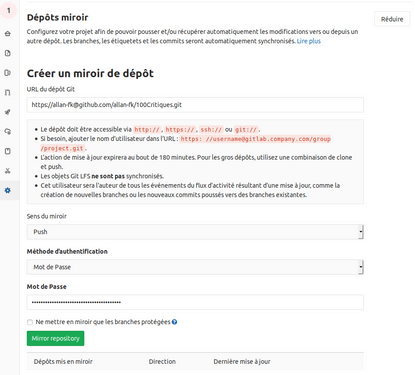 1
Dépôts miroir
Réduire
Configurez votre projet afin de pouvoir pousser et/ou récupérer automatiquement les modifications vers ou depuis un
autre dépôt. Les branches, les étiquetets et les commits seront automatiquement synchronisés. Lire plus
Créer un miroir de dépôt
URL du dépôt Git
https://allan-fk@github.com/allan-fk/100Critiques.git
• Le dépôt doit être accessible via http://, https://, ssh:// ou git://.
• Si besoin, ajouter le nom d'utilisateur dans l'URL : https://username@gitlab.company.com/group
/project.git.
• L'action de mise à jour expirera au bout de 180 minutes. Pour les gros dépôts, utilisez une combinaison de clone
et push.
• Les objets Git LFS ne sont pas synchronisés.
• Cet utilisateur sera l'auteur de tous les événements du flux d'activité résultant d'une mise à jour, comme la
création de nouvelles branches ou les nouveaux commits poussés vers des branches existantes.
Sens du miroir
Push
Méthode d'authentification
Mot de Passe
Mot de Passe
Ne mettre en miroir que les branches protégées
Mirror repository
Dépôts mis en miroir Direction Dernière mise à jour